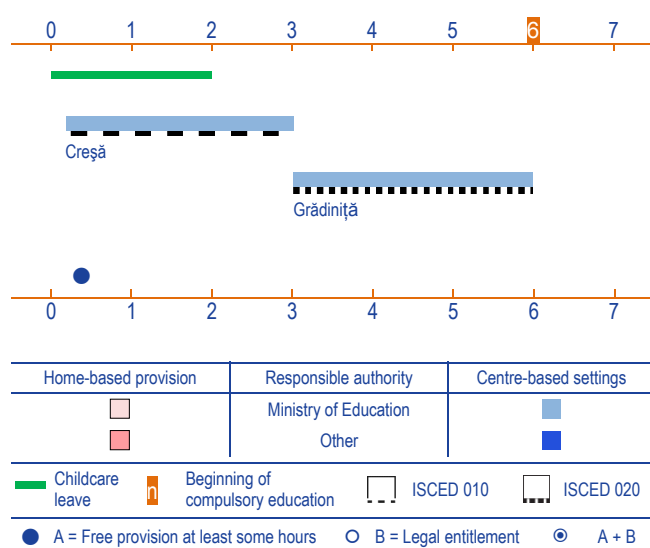 0 1 2 3 4 5 6 7
Creşă
Grădiniță
0 1 2 3 4 5 6 7
Home-based provision Responsible authority Centre-based settings
Ministry of Education
Other
Childcare leave
n
Beginning of compulsory education
ISCED 010
ISCED 020
A = Free provision at least some hours B = Legal entitlement A + B